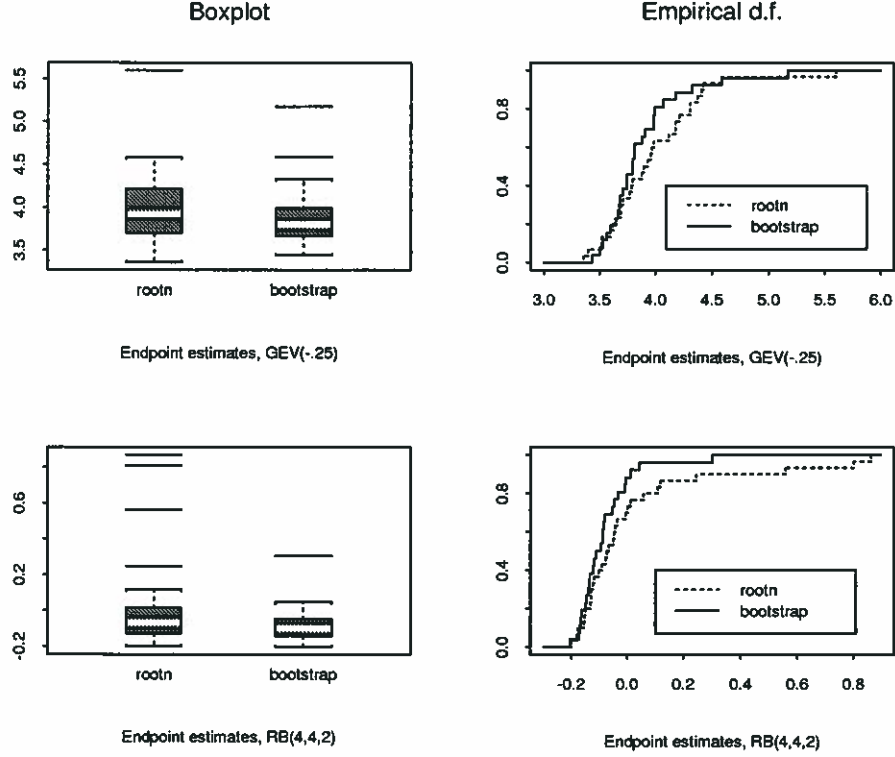 Boxplot
Empirical d.f.
5.5
5.0
4.5
4.0
3.5
rootn
bootstrap
Endpoint estimates, GEV(-.25)
0.8
0.4
0.0
rootn
bootstrap
3.0 3.5 4.0 4.5 5.0 5.5 6.0
Endpoint estimates, GEV(-.25)
0.6
0.2
-0.2
rootn
bootstrap
Endpoint estimates, RB(4,4,2)
0.8
0.4
0.0
rootn
bootstrap
-0.2 0.0 0.2 0.4 0.6 0.8
Endpoint estimates, RB(4,4,2)